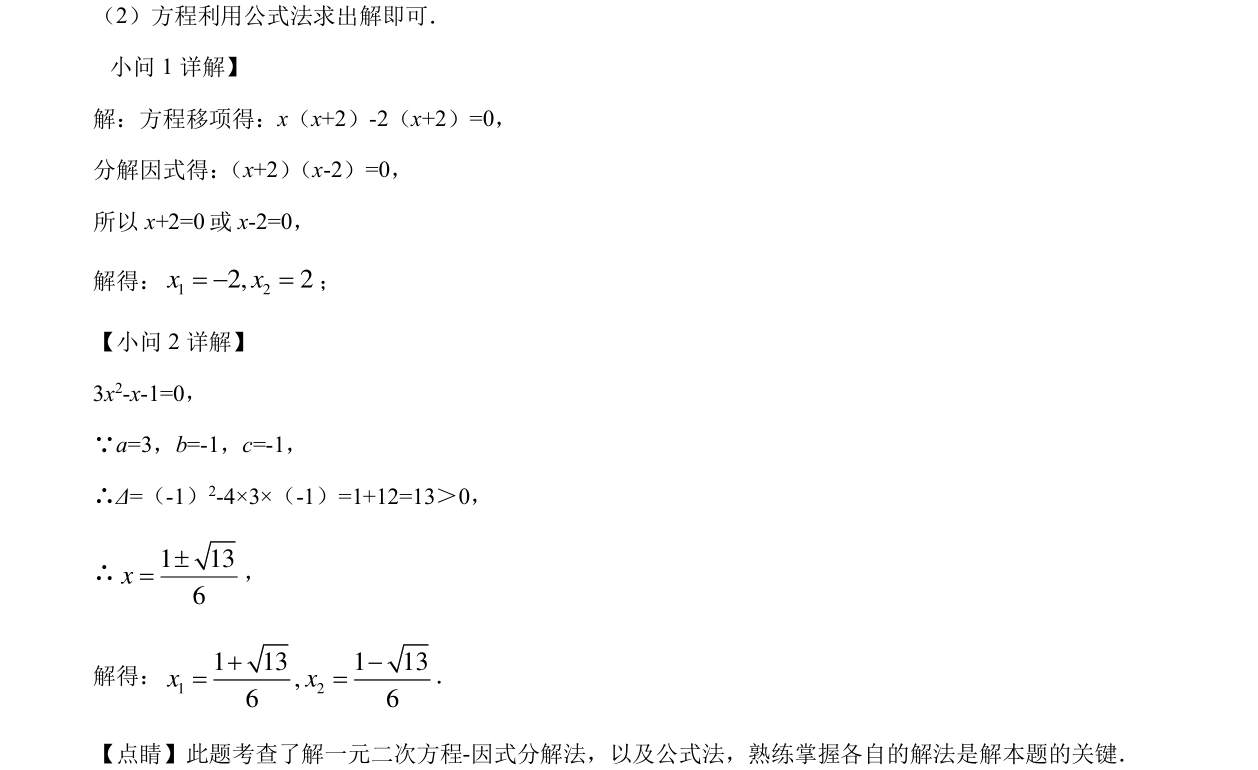 （2）方程利用公式法求出解即可．
小问 1 详解】
解：方程移项得：x（x+2）-2（x+2）=0，
分解因式得：（x+2）（x-2）=0，
所以 x+2=0 或 x-2=0，
解得：x₁ = −2, x₂ = 2；
【小问 2 详解】
3x²-x-1=0，
∵a=3，b=-1，c=-1，
∴Δ=（-1）²-4×3×（-1）=1+12=13＞0，
∴ x = (1±√13)/6，
解得：x₁ = (1+√13)/6, x₂ = (1−√13)/6．
【点睛】此题考查了解一元二次方程-因式分解法，以及公式法，熟练掌握各自的解法是解本题的关键．